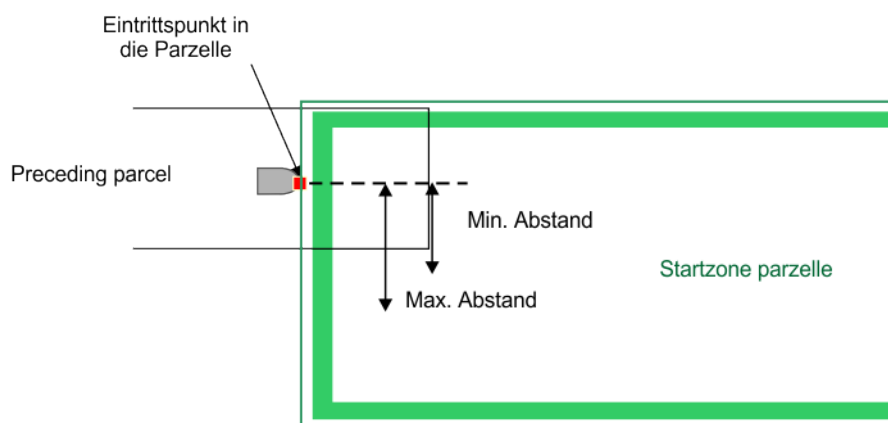 Eintrittspunkt in
die Parzelle
Preceding parcel
Min. Abstand
Startzone parzelle
Max. Abstand